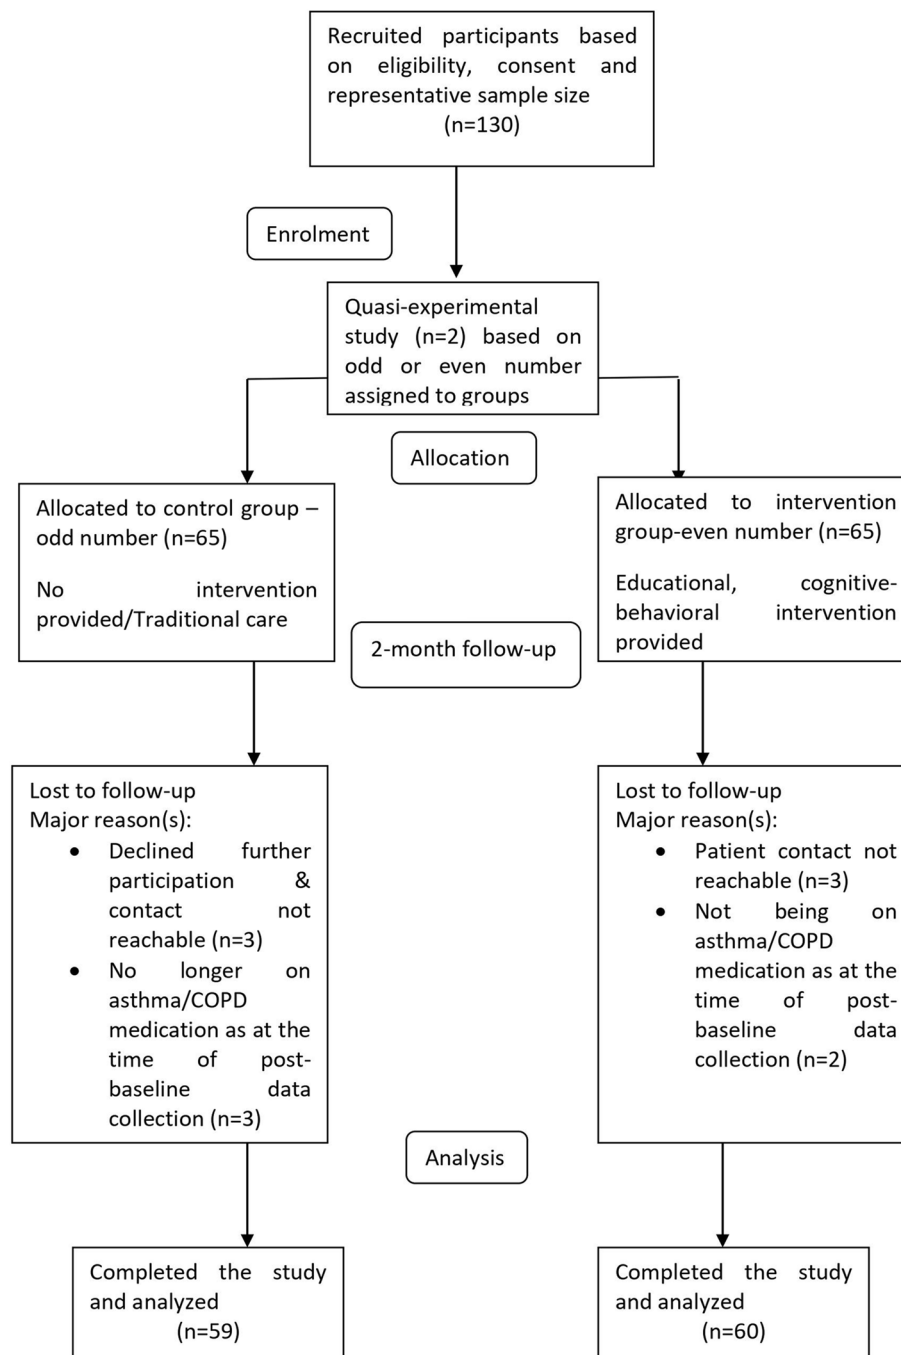 Recruited participants based
on eligibility, consent and
representative sample size
(n=130)
Enrolment
Quasi-experimental
study (n=2) based on
odd or even number
assigned to groups
Allocation
Allocated to control group –
odd number (n=65)
No intervention
provided/Traditional care
Allocated to intervention
group-even number (n=65)
Educational, cognitive-
behavioral intervention
provided
2-month follow-up
Lost to follow-up
Major reason(s):
• Declined further
participation &
contact not
reachable (n=3)
• No longer on
asthma/COPD
medication as at the
time of post-
baseline data
collection (n=3)
Lost to follow-up
Major reason(s):
• Patient contact not
reachable (n=3)
• Not being on
asthma/COPD
medication as at the
time of post-
baseline data
collection (n=2)
Analysis
Completed the study
and analyzed
(n=59)
Completed the study
and analyzed
(n=60)